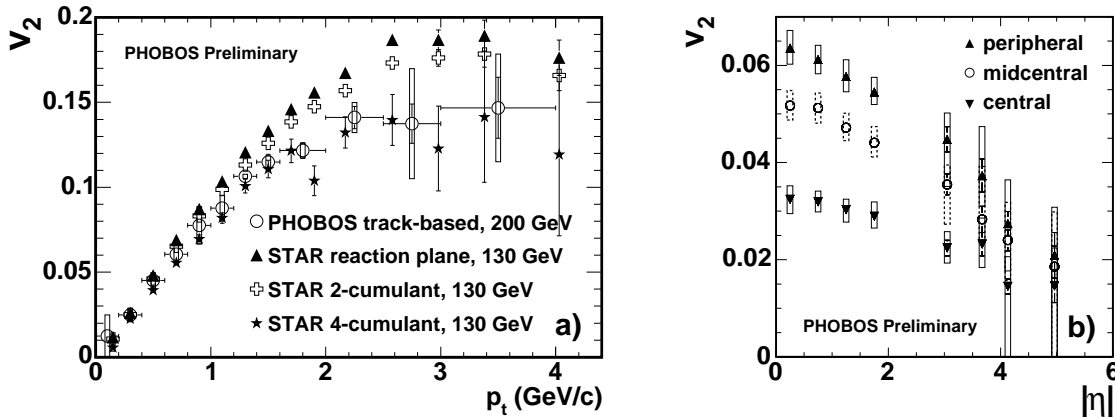 v2
0.2
0.15
0.1
0.05
0
PHOBOS Preliminary
PHOBOS track-based, 200 GeV
STAR reaction plane, 130 GeV
STAR 2-cumulant, 130 GeV
STAR 4-cumulant, 130 GeV
a)
0 1 2 3 4
pt (GeV/c)
v2
0.06
0.04
0.02
0
peripheral
midcentral
central
PHOBOS Preliminary
b)
0 2 4 6
|η|